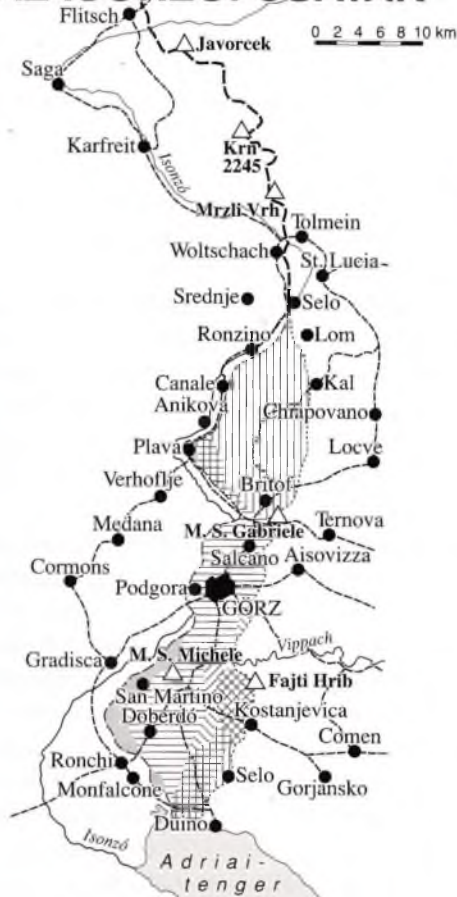 Flitsch
Javorcek
0 2 4 6 8 10 km
Saga
Karfreit
Isonzó
Krn
2245
Mrzli Vrh
Tolmein
Woltschach
St. Lucia
Srednje
Selo
Ronzino
Lom
Canale
Kal
Anikova
Chrapovano
Plava
Locve
Verhoflje
Britof
Medana
M. S. Gabriele
Ternova
Salcano
Aisovizza
Cormons
Podgora
GÖRZ
Vippach
Gradisca
M. S. Michele
Fajti Hrib
San Martino
Kostanjevica
Doberdó
Comen
Ronchi
Selo
Gorjansko
Monfalcone
Duino
Isonzó
Adriai-
tenger